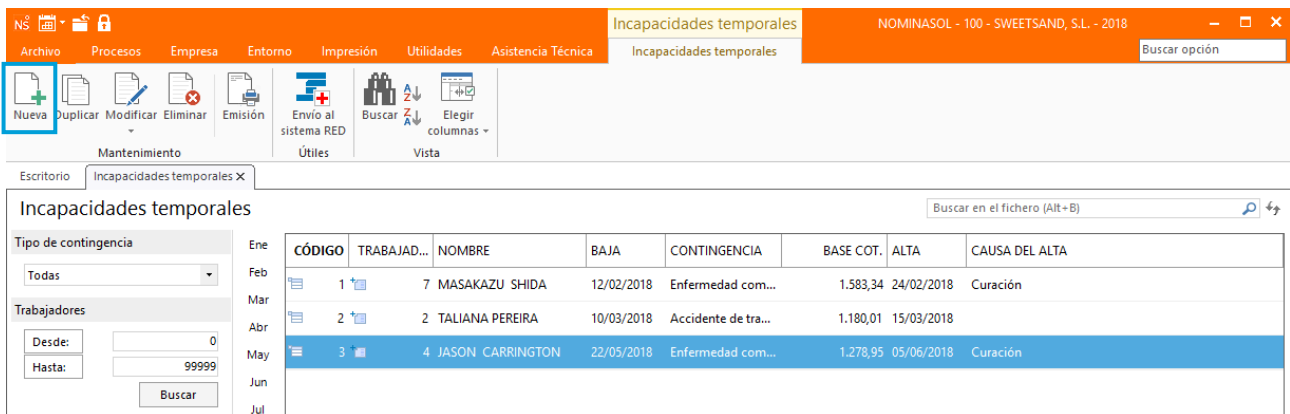 NS
Incapacidades temporales
NOMINASOL - 100 - SWEETSAND, S.L. - 2018
Archivo Procesos Empresa Entorno Impresión Utilidades Asistencia Técnica Incapacidades temporales Buscar opción
Nueva Duplicar Modificar Eliminar Emisión Envío al sistema RED Buscar Elegir columnas
Mantenimiento Útiles Vista
Escritorio Incapacidades temporales X
Incapacidades temporales Buscar en el fichero (Alt+B)
Tipo de contingencia
Todas
Trabajadores
Desde: 0
Hasta: 99999
Buscar
Ene
Feb
Mar
Abr
May
Jun
Jul
CÓDIGO TRABAJAD... NOMBRE BAJA CONTINGENCIA BASE COT. ALTA CAUSA DEL ALTA
1 7 MASAKAZU SHIDA 12/02/2018 Enfermedad com... 1.583,34 24/02/2018 Curación
2 2 TALIANA PEREIRA 10/03/2018 Accidente de tra... 1.180,01 15/03/2018
3 4 JASON CARRINGTON 22/05/2018 Enfermedad com... 1.278,95 05/06/2018 Curación